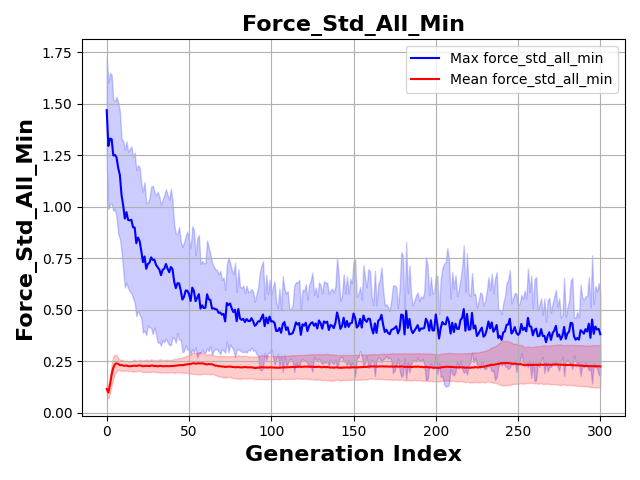 Force_Std_All_Min
Max force_std_all_min
Mean force_std_all_min
Force_Std_All_Min
1.75
1.50
1.25
1.00
0.75
0.50
0.25
0.00
0 50 100 150 200 250 300
Generation Index